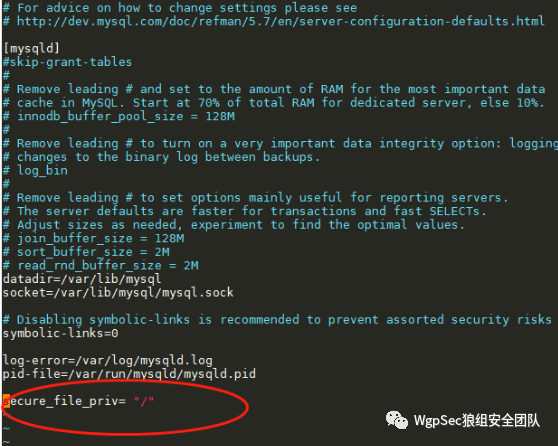 # For advice on how to change settings please see
# http://dev.mysql.com/doc/refman/5.7/en/server-configuration-defaults.html
[mysqld]
#skip-grant-tables
#
# Remove leading # and set to the amount of RAM for the most important data
# cache in MySQL. Start at 70% of total RAM for dedicated server, else 10%.
# innodb_buffer_pool_size = 128M
#
# Remove leading # to turn on a very important data integrity option: logging
# changes to the binary log between backups.
# log_bin
#
# Remove leading # to set options mainly useful for reporting servers.
# The server defaults are faster for transactions and fast SELECTs.
# Adjust sizes as needed, experiment to find the optimal values.
# join_buffer_size = 128M
# sort_buffer_size = 2M
# read_rnd_buffer_size = 2M
datadir=/var/lib/mysql
socket=/var/lib/mysql/mysql.sock
# Disabling symbolic-links is recommended to prevent assorted security risks
symbolic-links=0
log-error=/var/log/mysqld.log
pid-file=/var/run/mysqld/mysqld.pid
secure_file_priv= "/"
~
~
~
WgpSec狼组安全团队